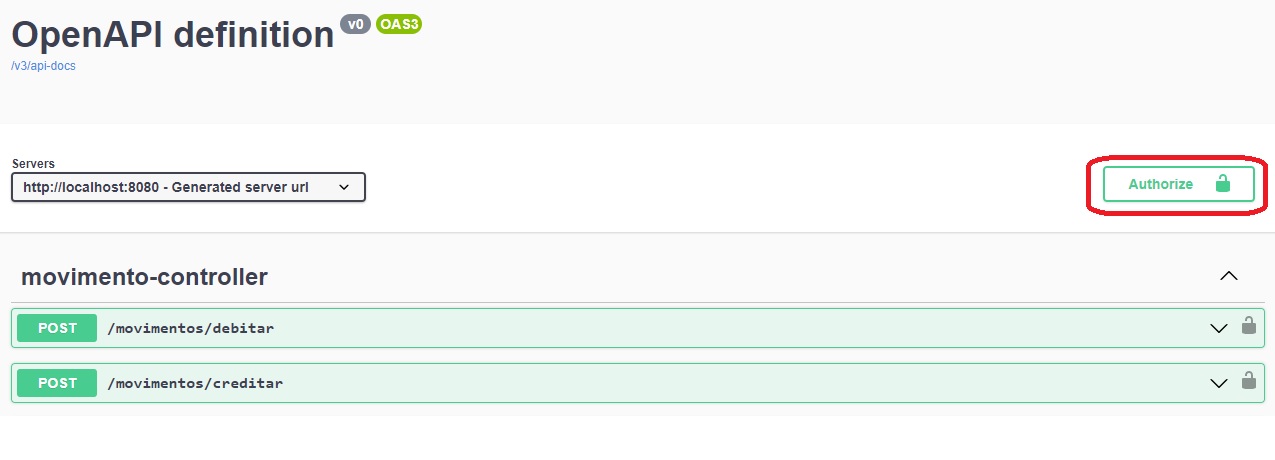 OpenAPI definition v0 OAS3
/v3/api-docs
Servers
http://localhost:8080 - Generated server url
Authorize
movimento-controller
POST /movimentos/debitar
POST /movimentos/creditar